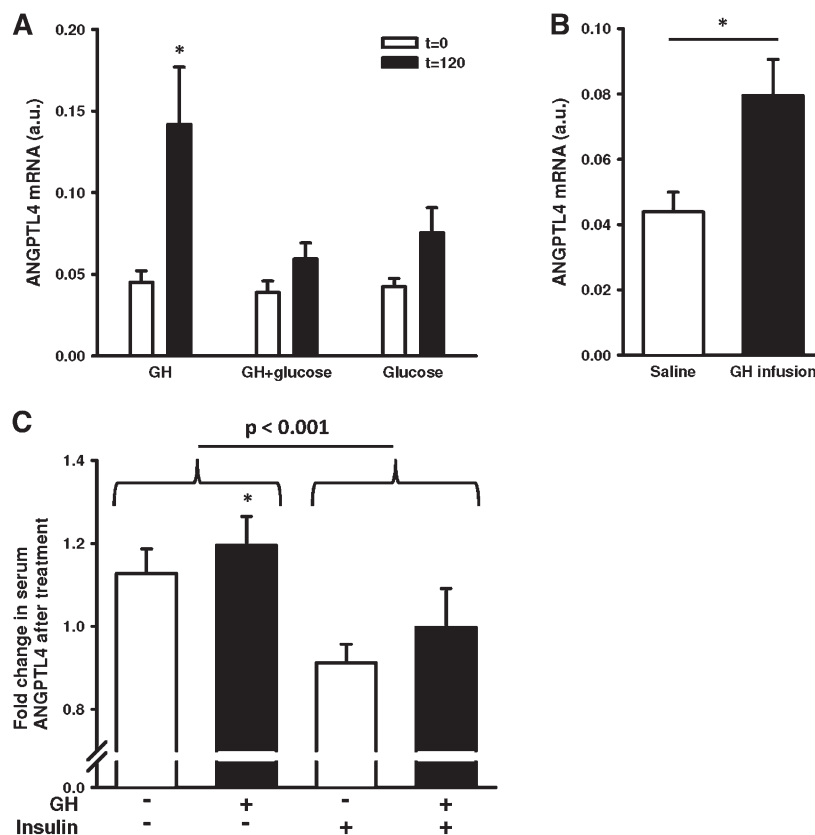 A
ANGPTL4 mRNA (a.u.)
0.20
0.15
0.10
0.05
0.00
*
t=0
t=120
GH
GH+glucose
Glucose
B
ANGPTL4 mRNA (a.u.)
0.10
0.08
0.06
0.04
0.02
0.00
*
Saline
GH infusion
C
p < 0.001
Fold change in serum
ANGPTL4 after treatment
1.4
1.2
1.0
0.8
0.0
*
GH - + - +
Insulin - - + +